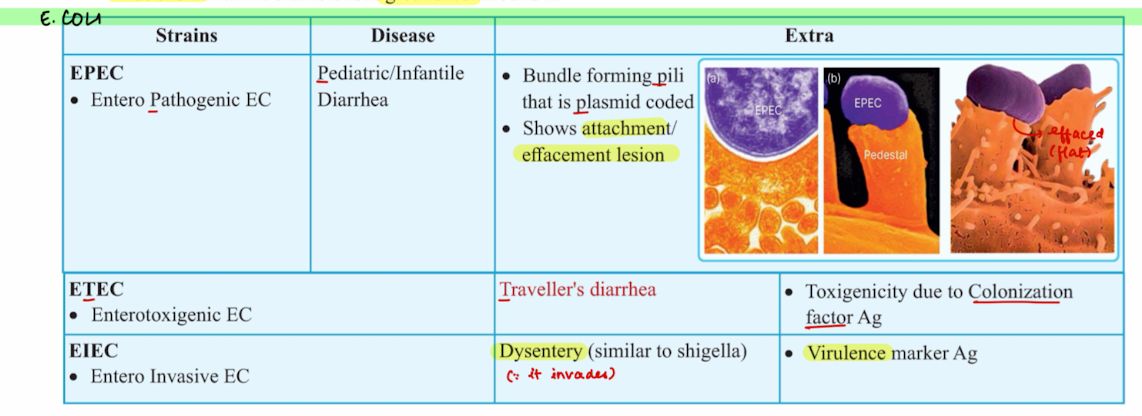 E. COLI
Strains
Disease
Extra
EPEC
• Entero Pathogenic EC
Pediatric/Infantile
Diarrhea
• Bundle forming pili
that is plasmid coded
• Shows attachment/
effacement lesion
(a)
EPEC
(b)
EPEC
Pedestal
effaced
(flat)
ETEC
• Enterotoxigenic EC
Traveller's diarrhea
• Toxigenicity due to Colonization
factor Ag
EIEC
• Entero Invasive EC
Dysentery (similar to shigella)
(∵ it invades)
• Virulence marker Ag